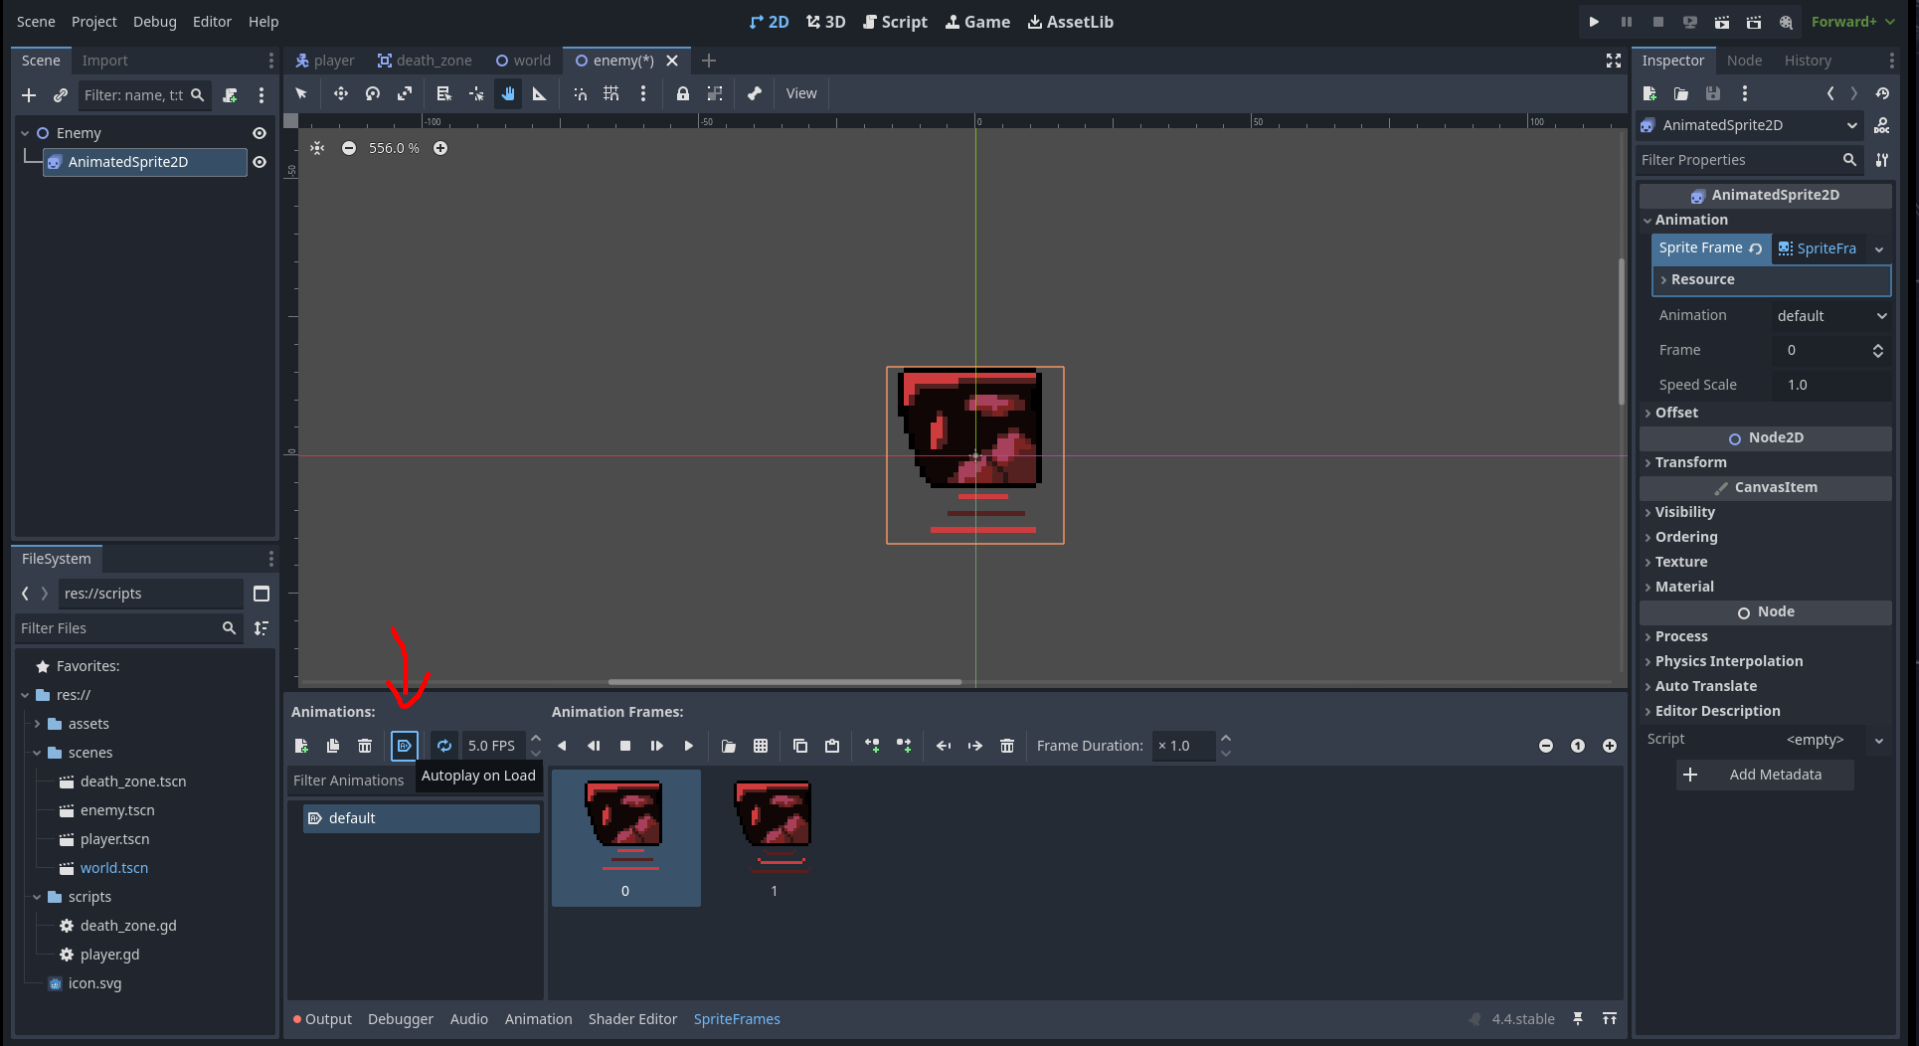 Scene Project Debug Editor Help
2D 3D Script Game AssetLib
Forward+
Scene Import
Filter: name, t:t
Enemy
AnimatedSprite2D
FileSystem
res://scripts
Filter Files
Favorites:
res://
assets
scenes
death_zone.tscn
enemy.tscn
player.tscn
world.tscn
scripts
death_zone.gd
player.gd
icon.svg
player death_zone world enemy(*)
View
-100 -50 0 50 100
-50
0
556.0 %
Animations:
5.0 FPS
Filter Animations
Autoplay on Load
default
Animation Frames:
Frame Duration: × 1.0
0 1
Output Debugger Audio Animation Shader Editor SpriteFrames
4.4.stable
Inspector Node History
AnimatedSprite2D
Filter Properties
AnimatedSprite2D
Animation
Sprite Frame SpriteFra
Resource
Animation default
Frame 0
Speed Scale 1.0
Offset
Node2D
Transform
CanvasItem
Visibility
Ordering
Texture
Material
Node
Process
Physics Interpolation
Auto Translate
Editor Description
Script <empty>
Add Metadata